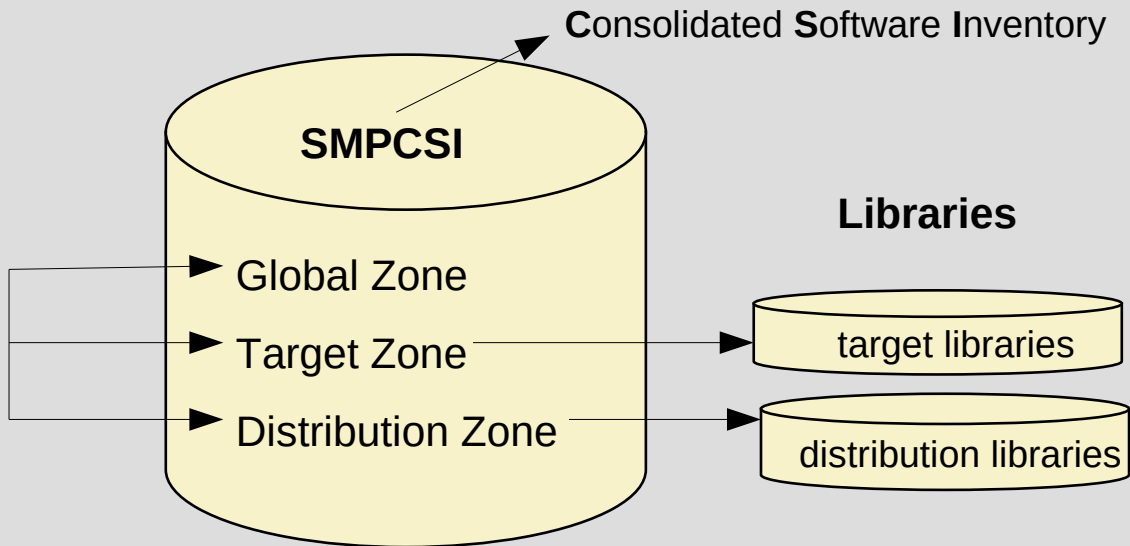 Consolidated Software Inventory
SMPCSI
Libraries
Global Zone
Target Zone
target libraries
Distribution Zone
distribution libraries